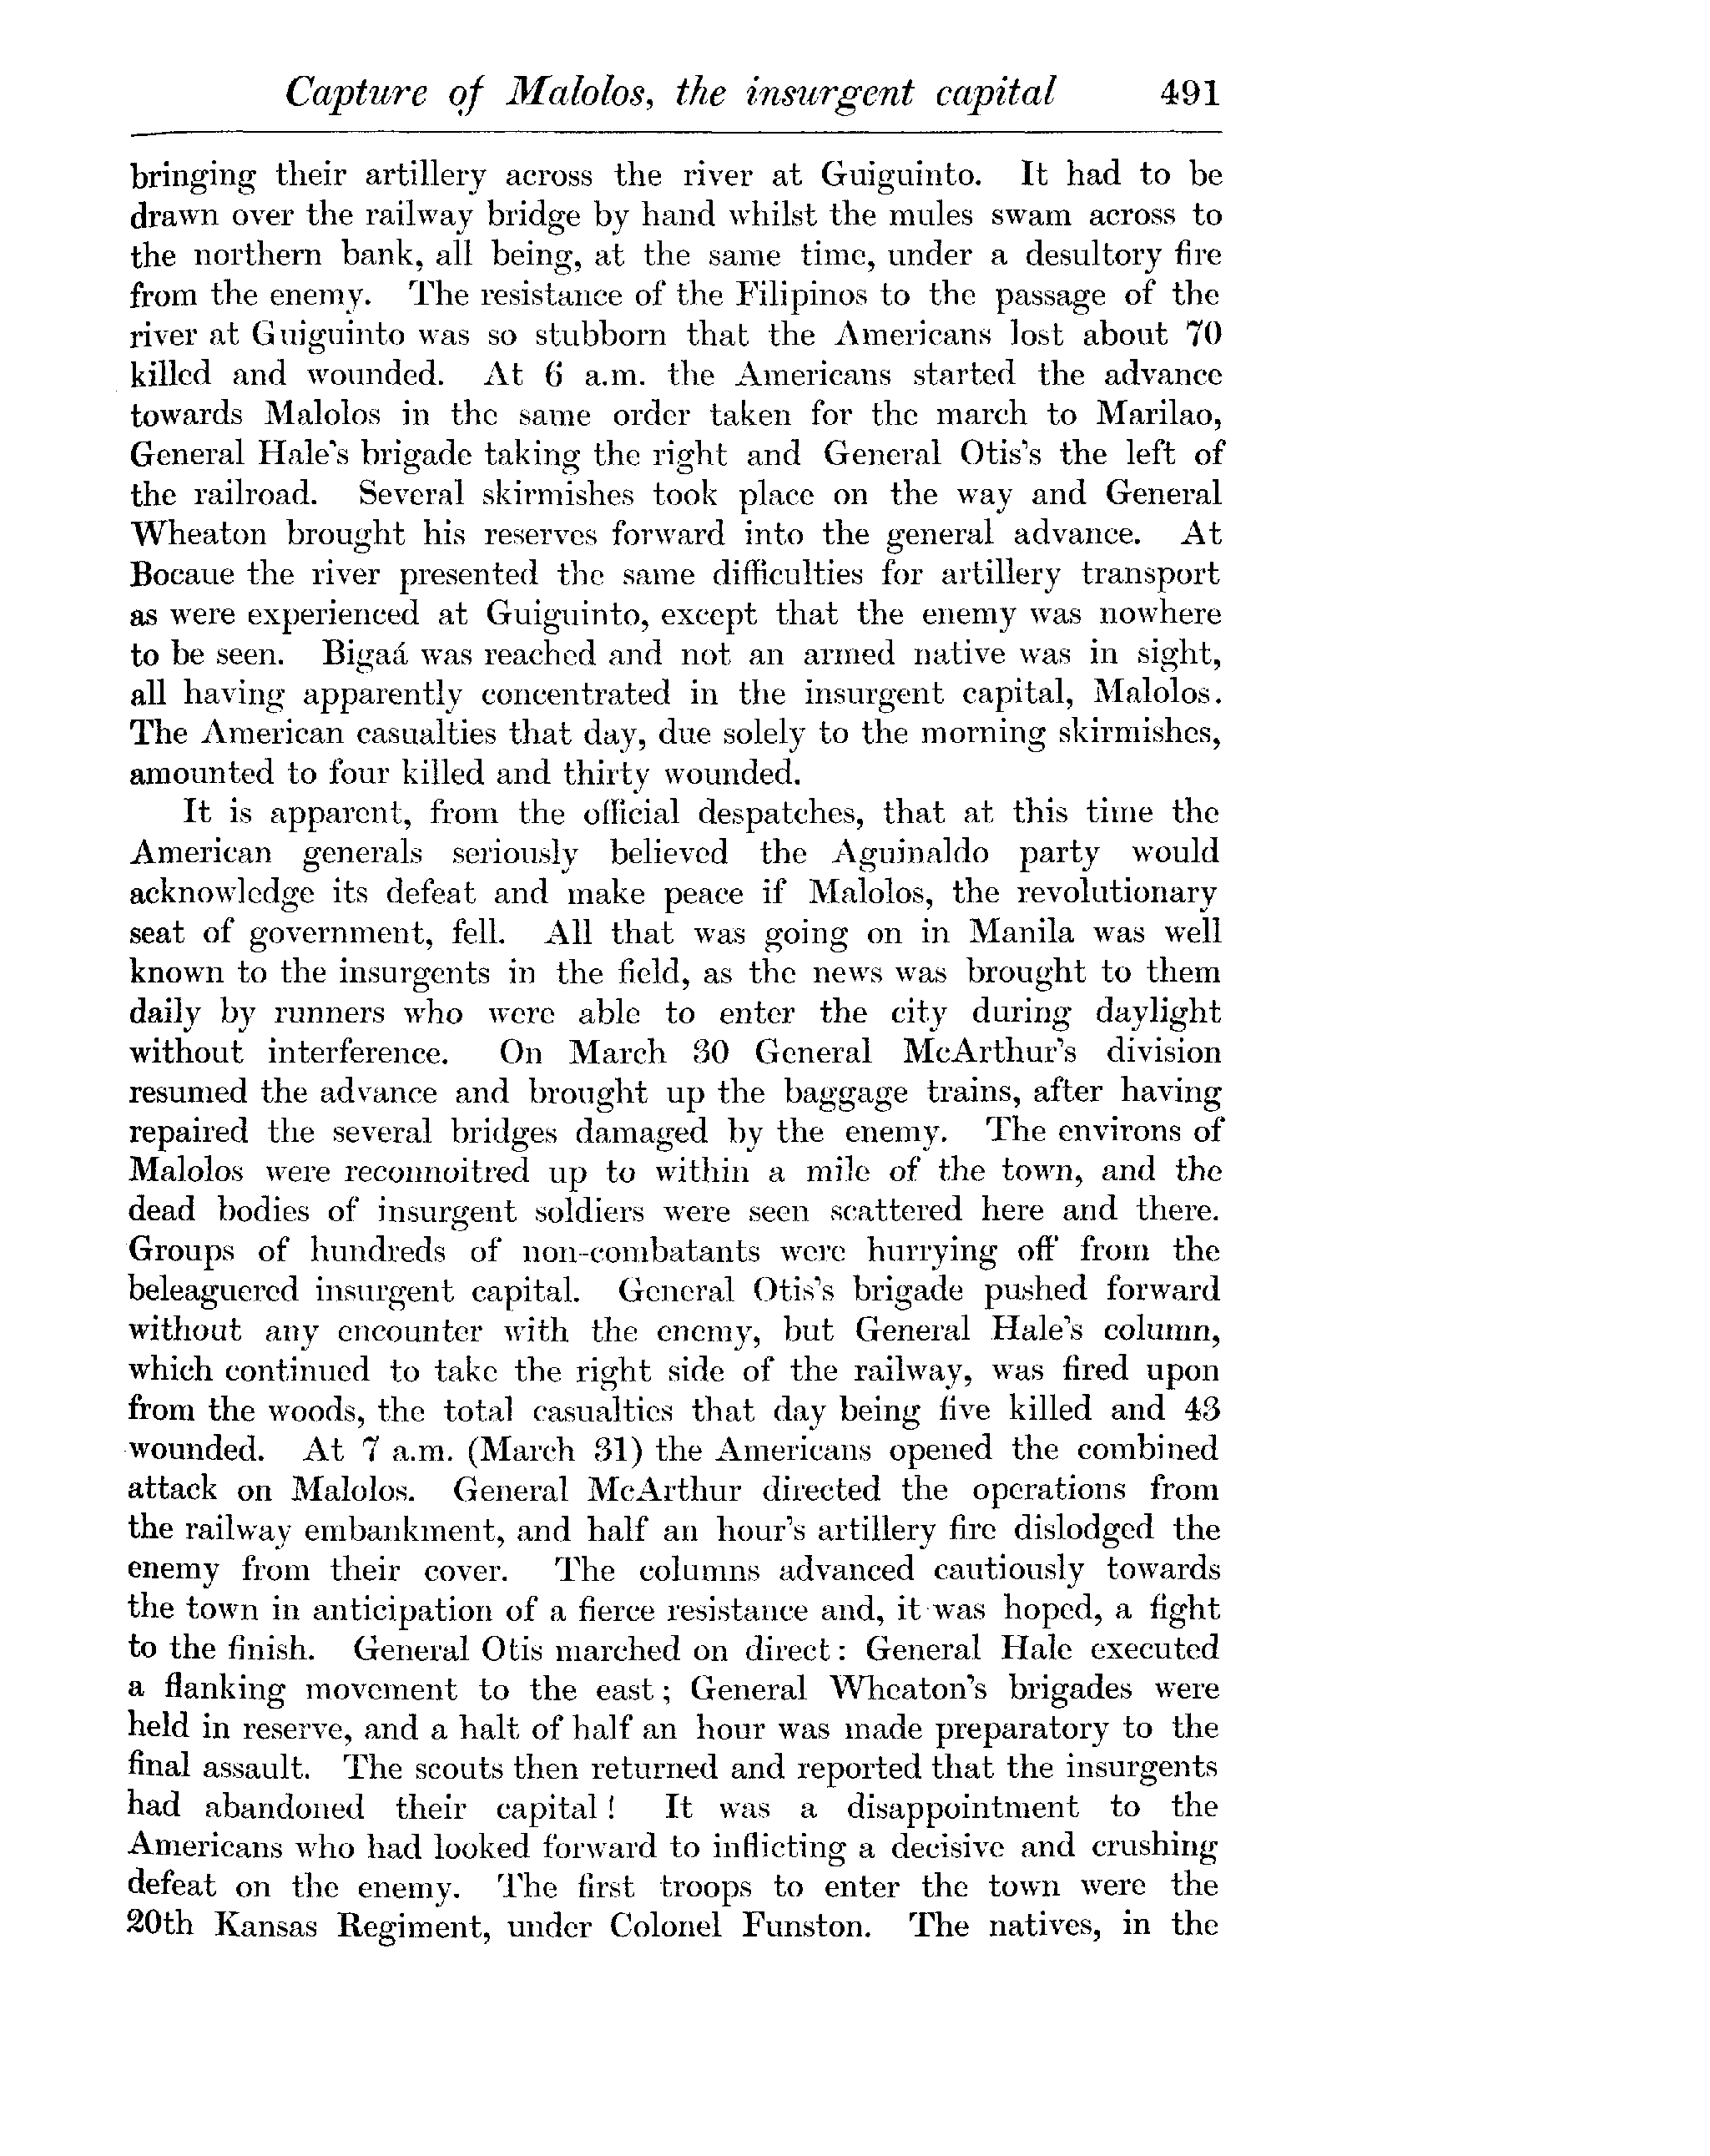 Capture of Malolos, the insurgent capital 491
bringing their artillery across the river at Guiguinto. It had to be
drawn over the railway bridge by hand whilst the mules swam across to
the northern bank, all being, at the same time, under a desultory fire
from the enemy. The resistance of the Filipinos to the passage of the
river at Guiguinto was so stubborn that the Americans lost about 70
killed and wounded. At 6 a.m. the Americans started the advance
towards Malolos in the same order taken for the march to Marilao,
General Hale's brigade taking the right and General Otis's the left of
the railroad. Several skirmishes took place on the way and General
Wheaton brought his reserves forward into the general advance. At
Bocaue the river presented the same difficulties for artillery transport
as were experienced at Guiguinto, except that the enemy was nowhere
to be seen. Bigaá was reached and not an armed native was in sight,
all having apparently concentrated in the insurgent capital, Malolos.
The American casualties that day, due solely to the morning skirmishes,
amounted to four killed and thirty wounded.
It is apparent, from the official despatches, that at this time the
American generals seriously believed the Aguinaldo party would
acknowledge its defeat and make peace if Malolos, the revolutionary
seat of government, fell. All that was going on in Manila was well
known to the insurgents in the field, as the news was brought to them
daily by runners who were able to enter the city during daylight
without interference. On March 30 General McArthur's division
resumed the advance and brought up the baggage trains, after having
repaired the several bridges damaged by the enemy. The environs of
Malolos were reconnoitred up to within a mile of the town, and the
dead bodies of insurgent soldiers were seen scattered here and there.
Groups of hundreds of non-combatants were hurrying off from the
beleaguered insurgent capital. General Otis's brigade pushed forward
without any encounter with the enemy, but General Hale's column,
which continued to take the right side of the railway, was fired upon
from the woods, the total casualties that day being five killed and 43
wounded. At 7 a.m. (March 31) the Americans opened the combined
attack on Malolos. General McArthur directed the operations from
the railway embankment, and half an hour's artillery fire dislodged the
enemy from their cover. The columns advanced cautiously towards
the town in anticipation of a fierce resistance and, it was hoped, a fight
to the finish. General Otis marched on direct: General Hale executed
a flanking movement to the east; General Wheaton's brigades were
held in reserve, and a halt of half an hour was made preparatory to the
final assault. The scouts then returned and reported that the insurgents
had abandoned their capital! It was a disappointment to the
Americans who had looked forward to inflicting a decisive and crushing
defeat on the enemy. The first troops to enter the town were the
20th Kansas Regiment, under Colonel Funston. The natives, in the